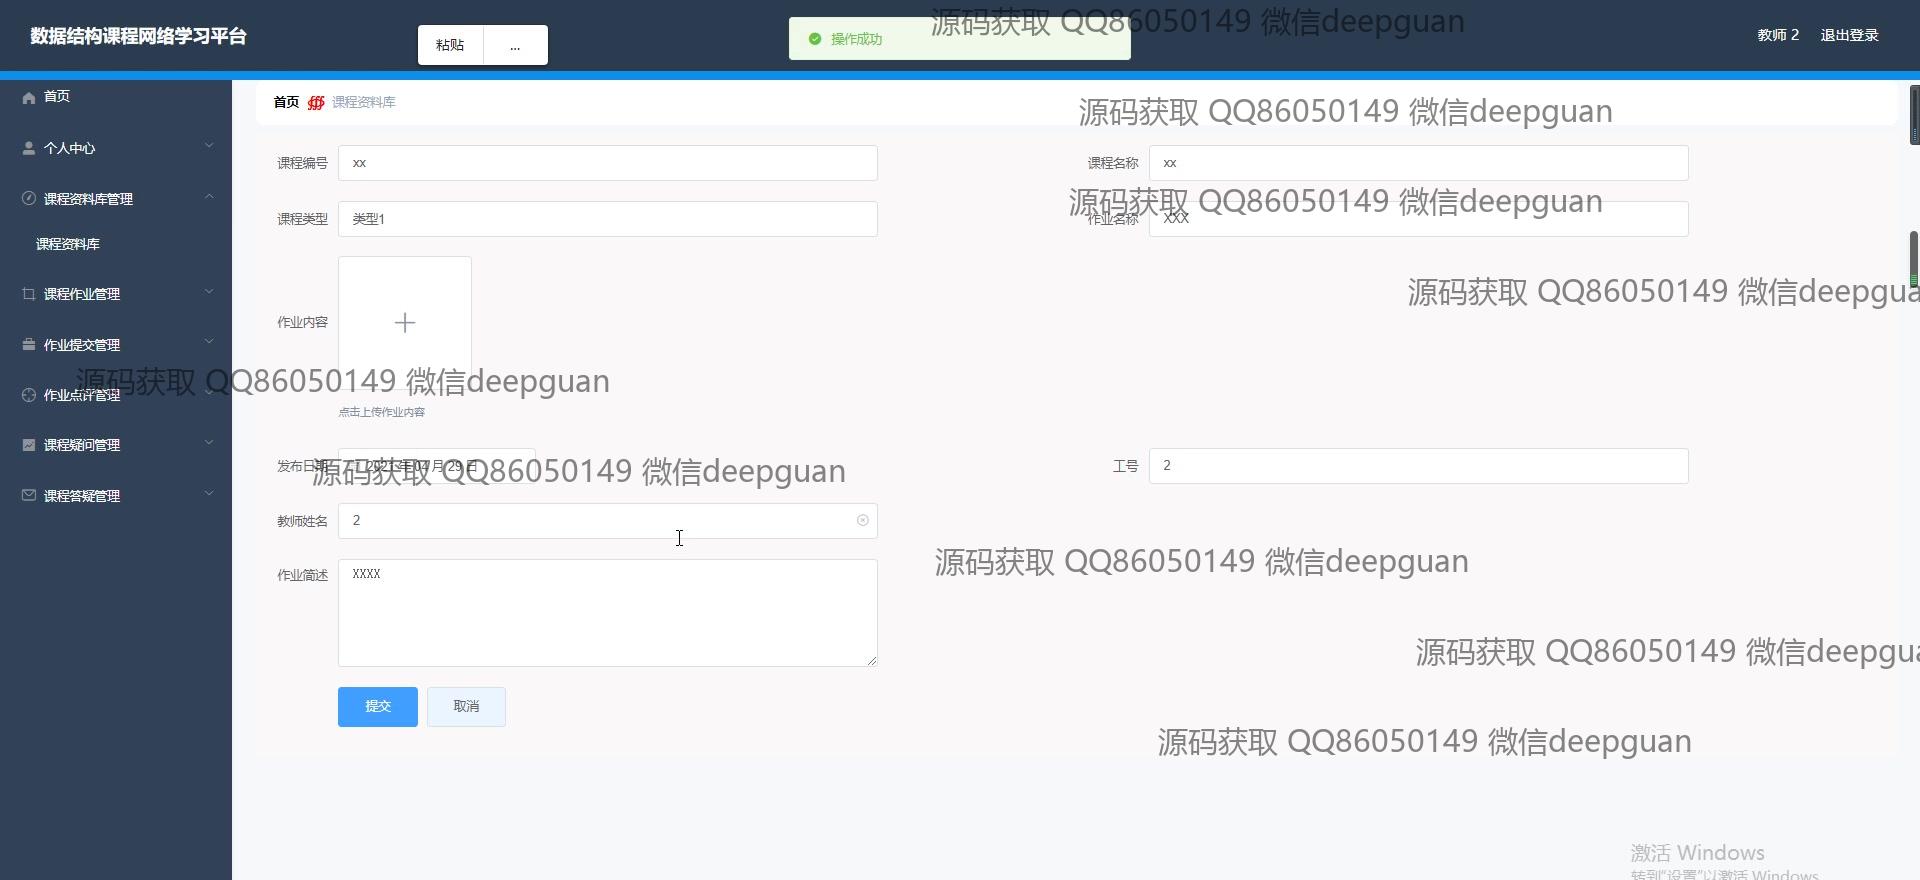 数据结构课程网络学习平台
粘贴
...
操作成功
源码获取 QQ86050149 微信deepguan
教师 2
退出登录
首页
首页
课程资料库
源码获取 QQ86050149 微信deepguan
个人中心
课程编号 xx
课程名称 xx
课程资料库管理
源码获取 QQ86050149 微信deepguan
课程类型 类型1
作业名称 XXX
课程资料库
课程作业管理
源码获取 QQ86050149 微信deepgua
作业内容
作业提交管理
源码获取 QQ86050149 微信deepguan
作业点评管理
点击上传作业内容
课程疑问管理
发布日期 2021 年 04 月 29 日
源码获取 QQ86050149 微信deepguan
工号 2
课程答疑管理
教师姓名 2
源码获取 QQ86050149 微信deepguan
作业简述 XXXX
源码获取 QQ86050149 微信deepgua
提交
取消
源码获取 QQ86050149 微信deepguan
激活 Windows
转到"设置"以激活 Windows